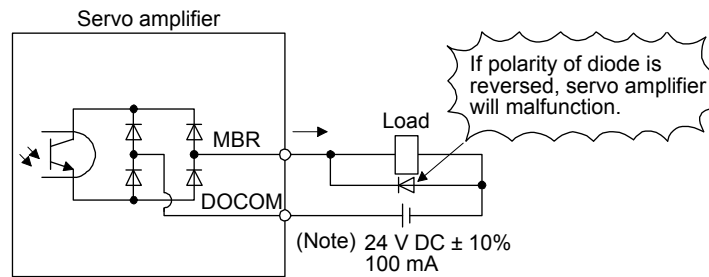 Servo amplifier
If polarity of diode is
reversed, servo amplifier
will malfunction.
Load
MBR
DOCOM
(Note) 24 V DC ± 10%
100 mA